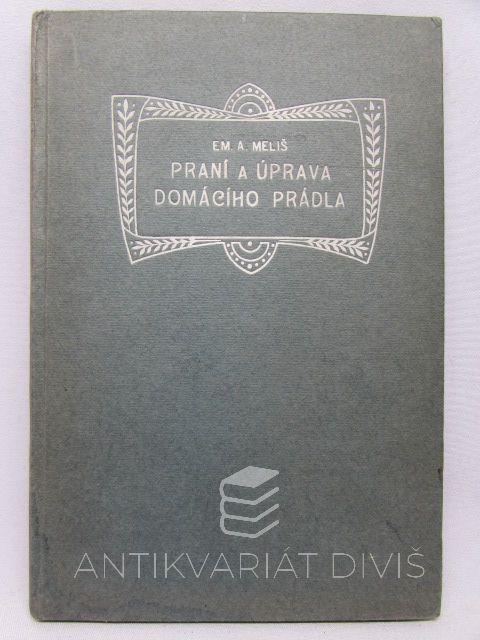 EM. A. MELIŠ
PRANÍ A ÚPRAVA
DOMÁCÍHO PRÁDLA
ANTIKVARIÁT DIVIŠ